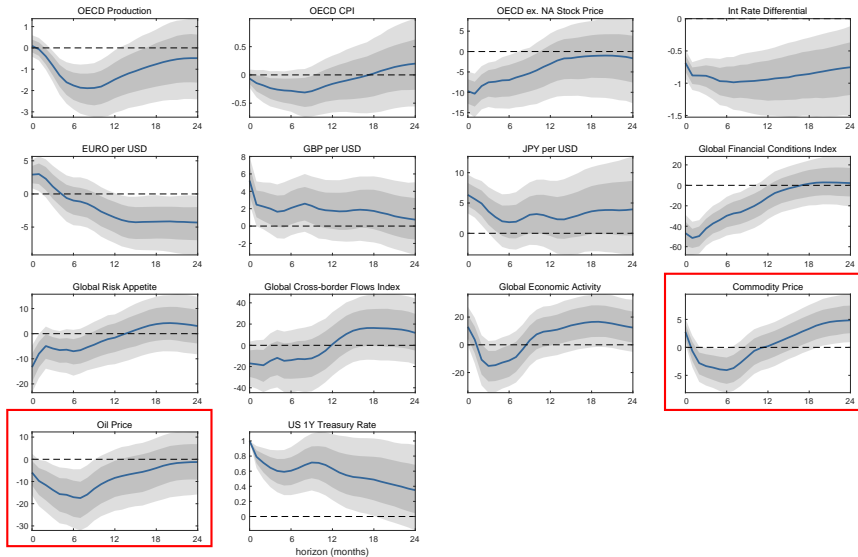 OECD Production
OECD CPI
OECD ex. NA Stock Price
Int Rate Differential
0
-1
-2
-3
0 6 12 18 24
0.5
0
-0.5
0 6 12 18 24
5
0
-5
-10
-15
0 6 12 18 24
0
-0.5
-1
-1.5
0 6 12 18 24
EURO per USD
GBP per USD
JPY per USD
Global Financial Conditions Index
5
0
-5
0 6 12 18 24
6
4
2
0
-2
0 6 12 18 24
10
5
0
0 6 12 18 24
20
0
-20
-40
-60
0 6 12 18 24
Global Risk Appetite
Global Cross-border Flows Index
Global Economic Activity
Commodity Price
10
0
-10
-20
0 6 12 18 24
40
20
0
-20
-40
0 6 12 18 24
20
0
-20
0 6 12 18 24
5
0
-5
0 6 12 18 24
Oil Price
US 1Y Treasury Rate
10
0
-10
-20
-30
0 6 12 18 24
1
0.8
0.6
0.4
0.2
0
0 6 12 18 24
horizon (months)